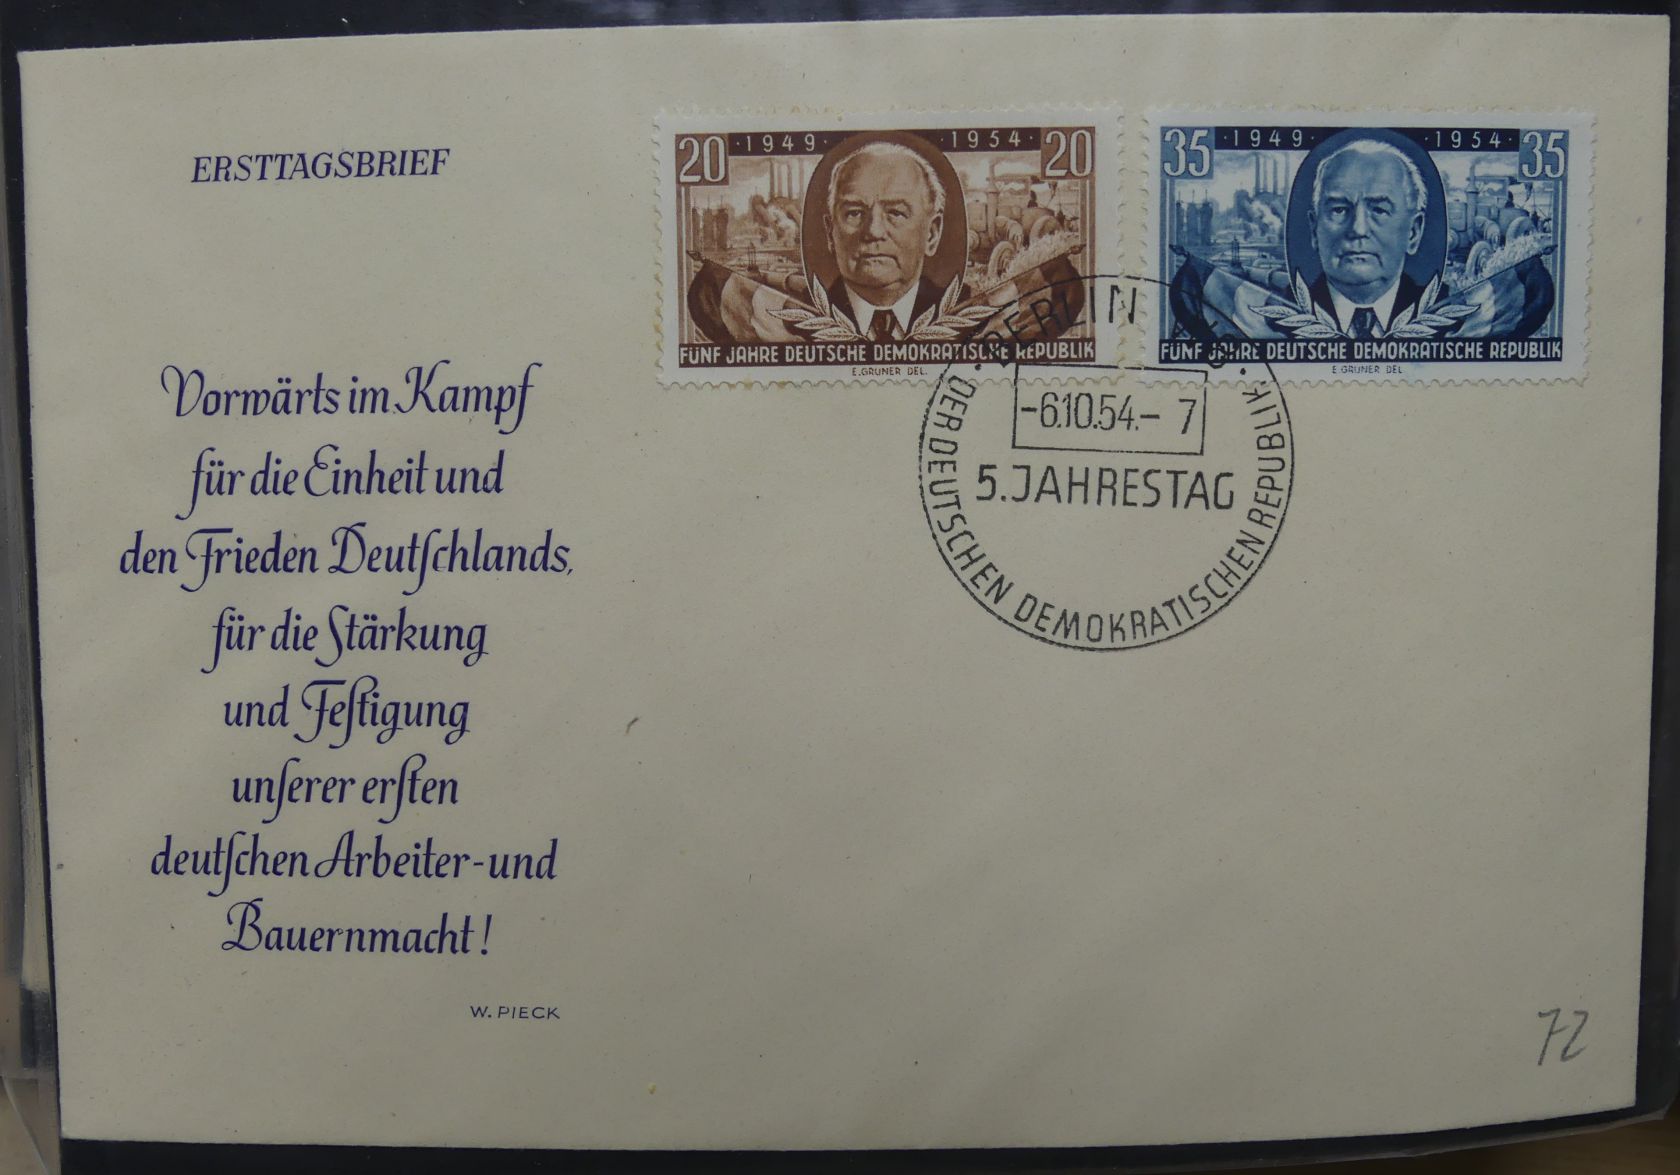 ERSTTAGSBRIEF
20 · 1949 · · 1954 · 20
FÜNF JAHRE DEUTSCHE DEMOKRATISCHE REPUBLIK
E.GRUNER DEL.
35 · 1949 · · 1954 · 35
FÜNF JAHRE DEUTSCHE DEMOKRATISCHE REPUBLIK
E.GRUNER DEL.
BERLIN
-6.10.54.- 7
5.JAHRESTAG
DER DEUTSCHEN DEMOKRATISCHEN REPUBLIK
Vorwärts im Kampf
für die Einheit und
den Frieden Deutſchlands,
für die Stärkung
und Feſtigung
unſerer erſten
deutſchen Arbeiter-und
Bauernmacht!
W. PIECK
72